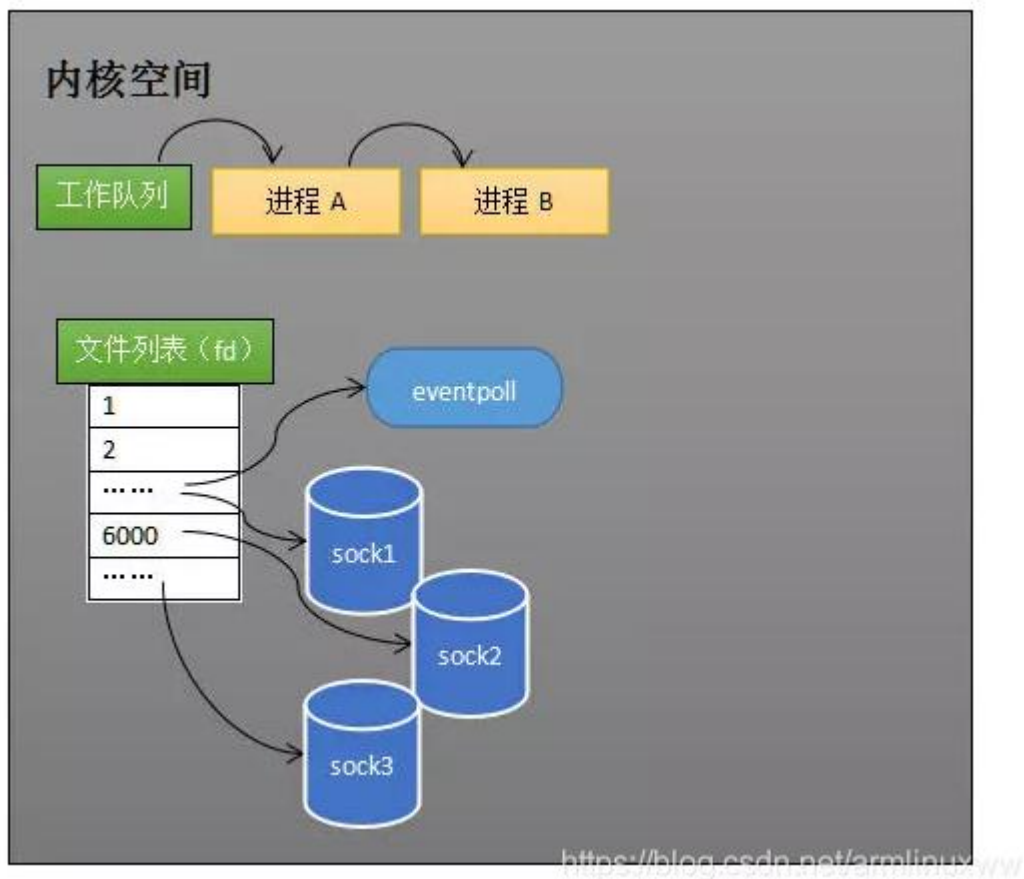 内核空间
工作队列
进程 A
进程 B
文件列表（fd）
1
2
……
6000
……
eventpoll
sock1
sock2
sock3
https://blog.csdn.net/armlinuxww